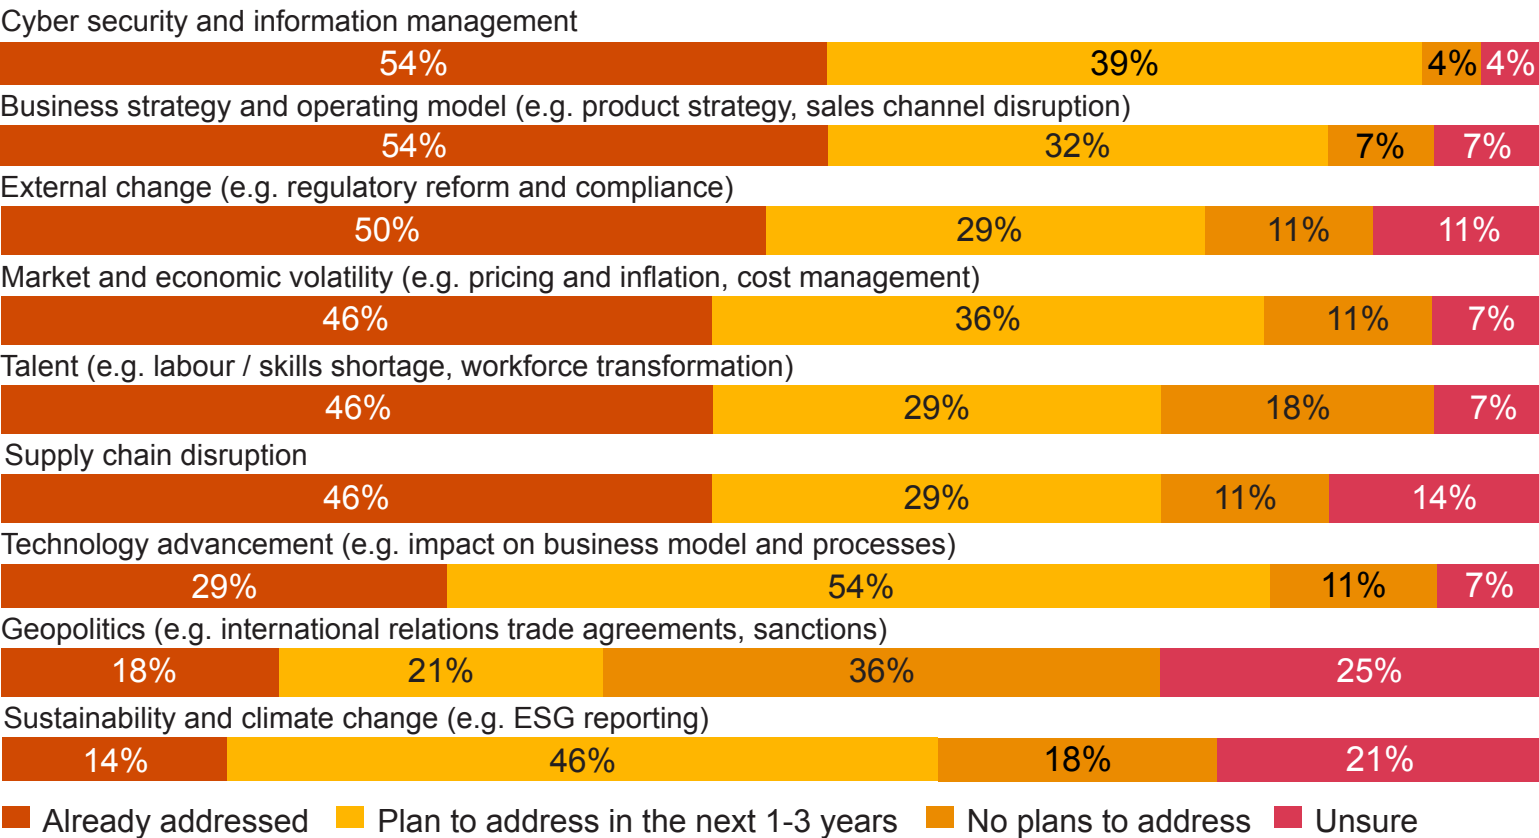 Cyber security and information management
54% 39% 4% 4%
Business strategy and operating model (e.g. product strategy, sales channel disruption)
54% 32% 7% 7%
External change (e.g. regulatory reform and compliance)
50% 29% 11% 11%
Market and economic volatility (e.g. pricing and inflation, cost management)
46% 36% 11% 7%
Talent (e.g. labour / skills shortage, workforce transformation)
46% 29% 18% 7%
Supply chain disruption
46% 29% 11% 14%
Technology advancement (e.g. impact on business model and processes)
29% 54% 11% 7%
Geopolitics (e.g. international relations trade agreements, sanctions)
18% 21% 36% 25%
Sustainability and climate change (e.g. ESG reporting)
14% 46% 18% 21%
Already addressed Plan to address in the next 1-3 years No plans to address Unsure